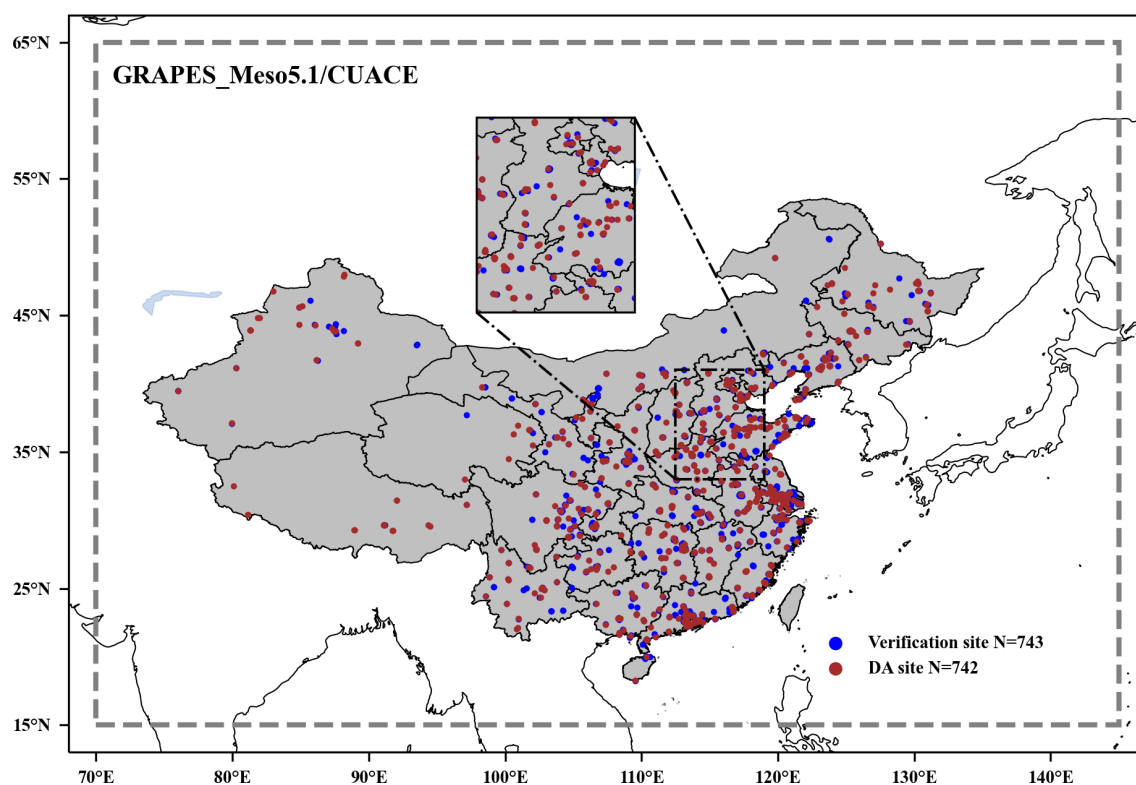 65°N
GRAPES_Meso5.1/CUACE
55°N
45°N
35°N
25°N
Verification site N=743
DA site N=742
15°N
70°E 80°E 90°E 100°E 110°E 120°E 130°E 140°E